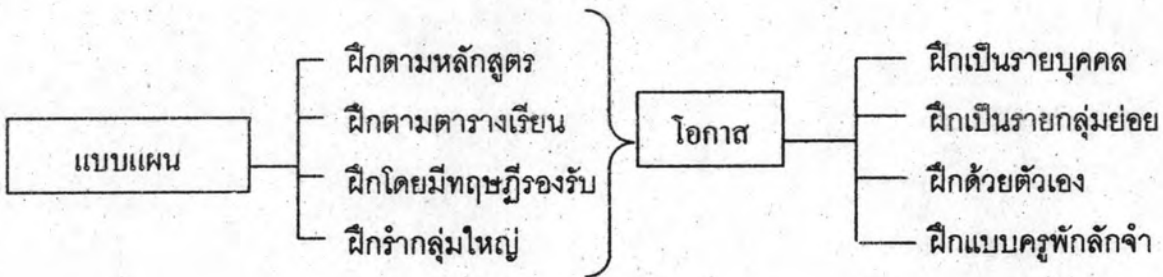 แบบแผน
ฝึกตามหลักสูตร
ฝึกตามตารางเรียน
ฝึกโดยมีทฤษฎีรองรับ
ฝึกรำกลุ่มใหญ่
โอกาส
ฝึกเป็นรายบุคคล
ฝึกเป็นรายกลุ่มย่อย
ฝึกด้วยตัวเอง
ฝึกแบบครูพักลักจำ